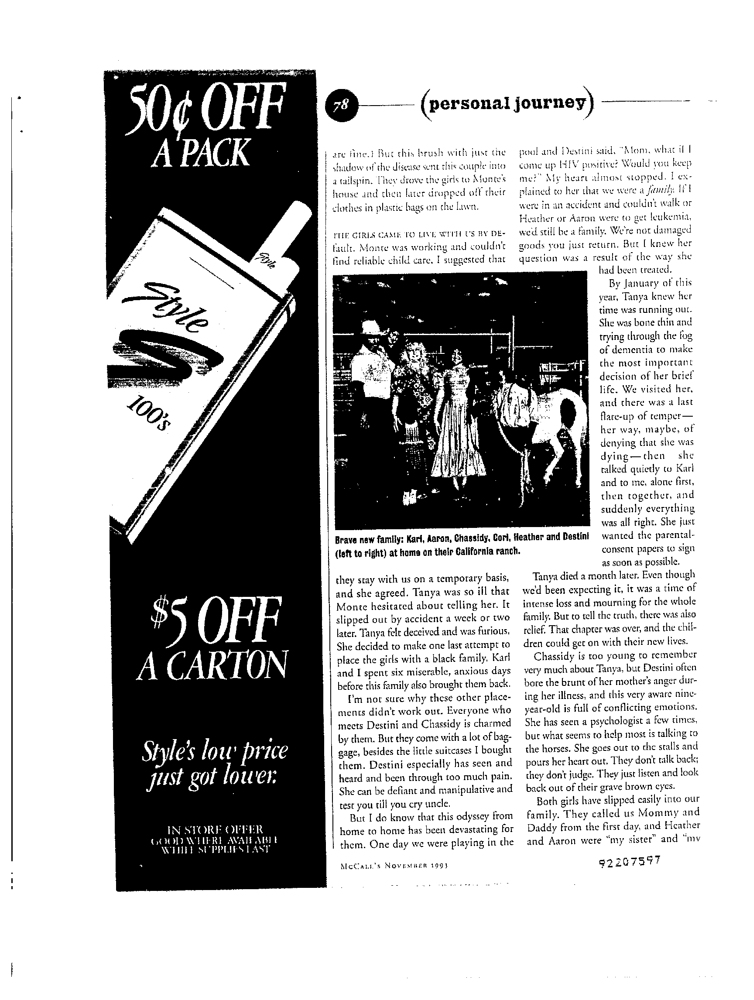 50¢ OFF
A PACK
Style
Style
100's
$5 OFF
A CARTON
Style's low price
just got lower.
IN STORE OFFER
GOOD WHERE AVAILABLE
WHILE SUPPLIES LAST
78
(personal journey)
are fine.) But this brush with just the
shadow of the disease sent this couple into
a tailspin. They drove the girls to Monte's
house and then later dropped off their
clothes in plastic bags on the lawn.
THE GIRLS CAME TO LIVE WITH US BY DE-
fault. Monte was working and couldn't
find reliable child care. I suggested that
Brave new family: Karl, Aaron, Chassidy, Cori, Heather and Destini
(left to right) at home on their California ranch.
they stay with us on a temporary basis,
and she agreed. Tanya was so ill that
Monte hesitated about telling her. It
slipped out by accident a week or two
later. Tanya felt deceived and was furious.
She decided to make one last attempt to
place the girls with a black family. Karl
and I spent six miserable, anxious days
before this family also brought them back.
I'm not sure why these other place-
ments didn't work out. Everyone who
meets Destini and Chassidy is charmed
by them. But they come with a lot of bag-
gage, besides the little suitcases I bought
them. Destini especially has seen and
heard and been through too much pain.
She can be defiant and manipulative and
test you till you cry uncle.
But I do know that this odyssey from
home to home has been devastating for
them. One day we were playing in the
pool and Destini said, "Mom, what if I
come up HIV positive? Would you keep
me?" My heart almost stopped. I ex-
plained to her that we were a family. If I
were in an accident and couldn't walk or
Heather or Aaron were to get leukemia,
we'd still be a family. We're not damaged
goods you just return. But I knew her
question was a result of the way she
had been treated.
By January of this
year, Tanya knew her
time was running out.
She was bone thin and
trying through the fog
of dementia to make
the most important
decision of her brief
life. We visited her,
and there was a last
flare-up of temper—
her way, maybe, of
denying that she was
dying—then she
talked quietly to Karl
and to me, alone first,
then together, and
suddenly everything
was all right. She just
wanted the parental-
consent papers to sign
as soon as possible.
Tanya died a month later. Even though
we'd been expecting it, it was a time of
intense loss and mourning for the whole
family. But to tell the truth, there was also
relief. That chapter was over, and the chil-
dren could get on with their new lives.
Chassidy is too young to remember
very much about Tanya, but Destini often
bore the brunt of her mother's anger dur-
ing her illness, and this very aware nine-
year-old is full of conflicting emotions.
She has seen a psychologist a few times,
but what seems to help most is talking to
the horses. She goes out to the stalls and
pours her heart out. They don't talk back;
they don't judge. They just listen and look
back out of their grave brown eyes.
Both girls have slipped easily into our
family. They called us Mommy and
Daddy from the first day, and Heather
and Aaron were "my sister" and "my
McCALL'S NOVEMBER 1993
92207597